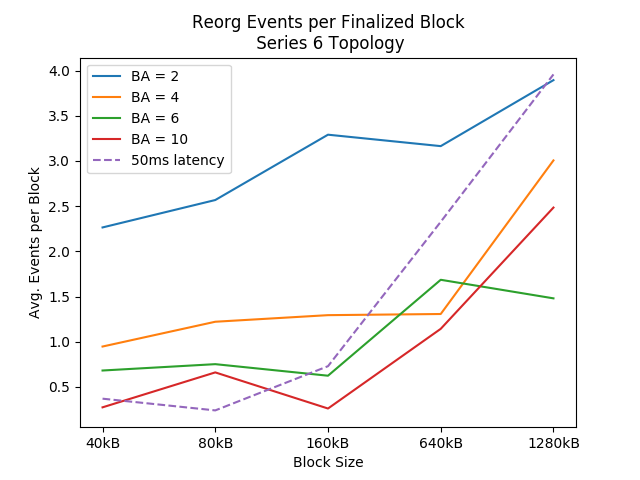 Reorg Events per Finalized Block
Series 6 Topology
BA = 2
BA = 4
BA = 6
BA = 10
50ms latency
Avg. Events per Block
4.0
3.5
3.0
2.5
2.0
1.5
1.0
0.5
40kB 80kB 160kB 640kB 1280kB
Block Size